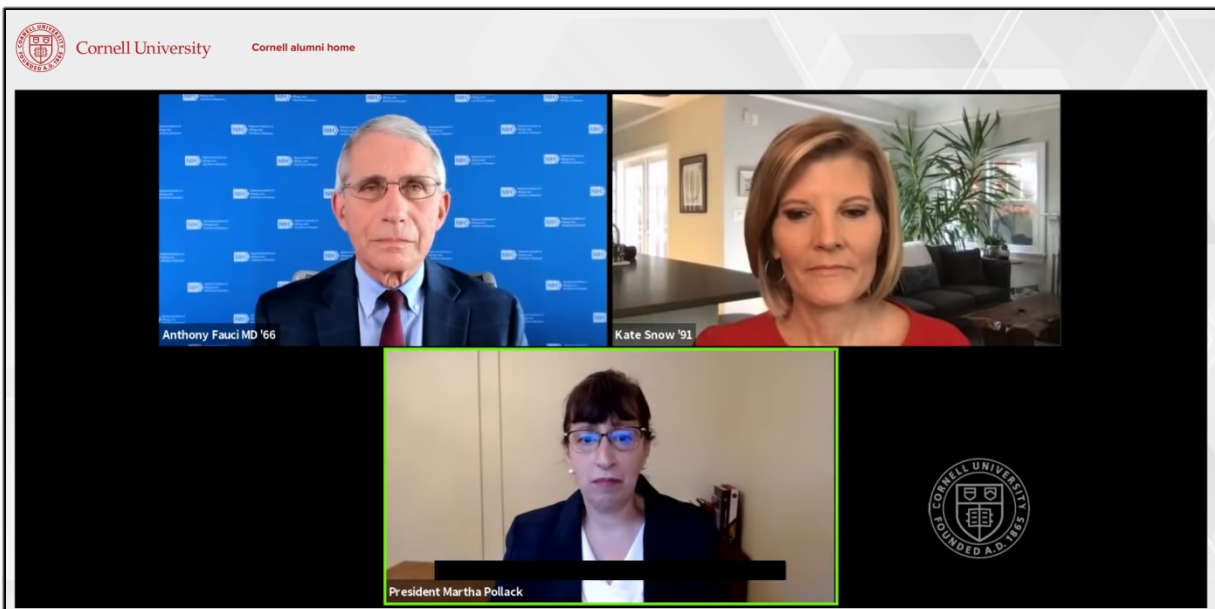 Cornell University
Cornell alumni home
NIH
Anthony Fauci MD '66
Kate Snow '91
President Martha Pollack
CORNELL UNIVERSITY
FOUNDED A.D. 1865